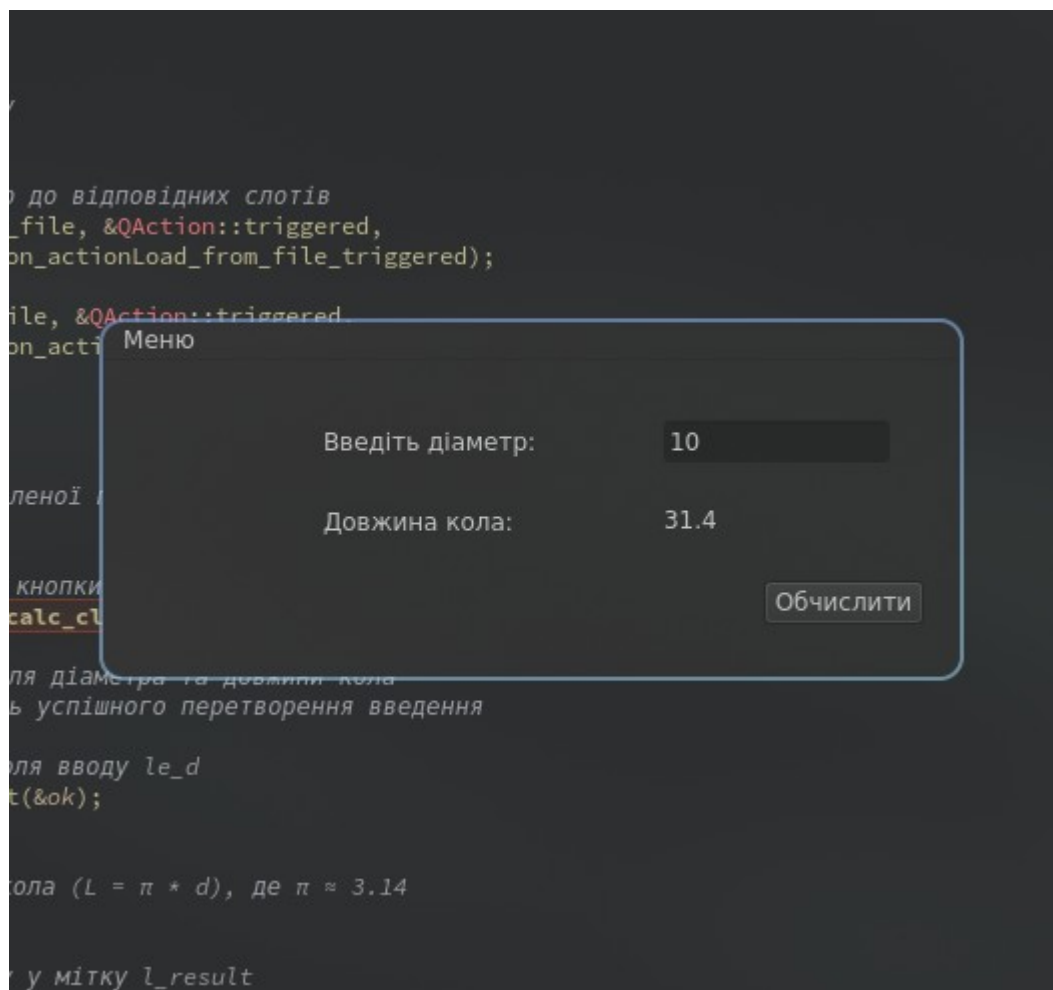 до відповідних слотів
_file, &QAction::triggered,
on_actionLoad_from_file_triggered);
ile, &QAction::triggered,
on_acti
Меню
Введіть діаметр:
10
леної
Довжина кола:
31.4
кнопки
calc_cl
Обчислити
ля діаметра та довжини кола
ь успішного перетворення введення
оля вводу le_d
t(&ok);
кола (L = π * d), де π ≈ 3.14
у мітку l_result